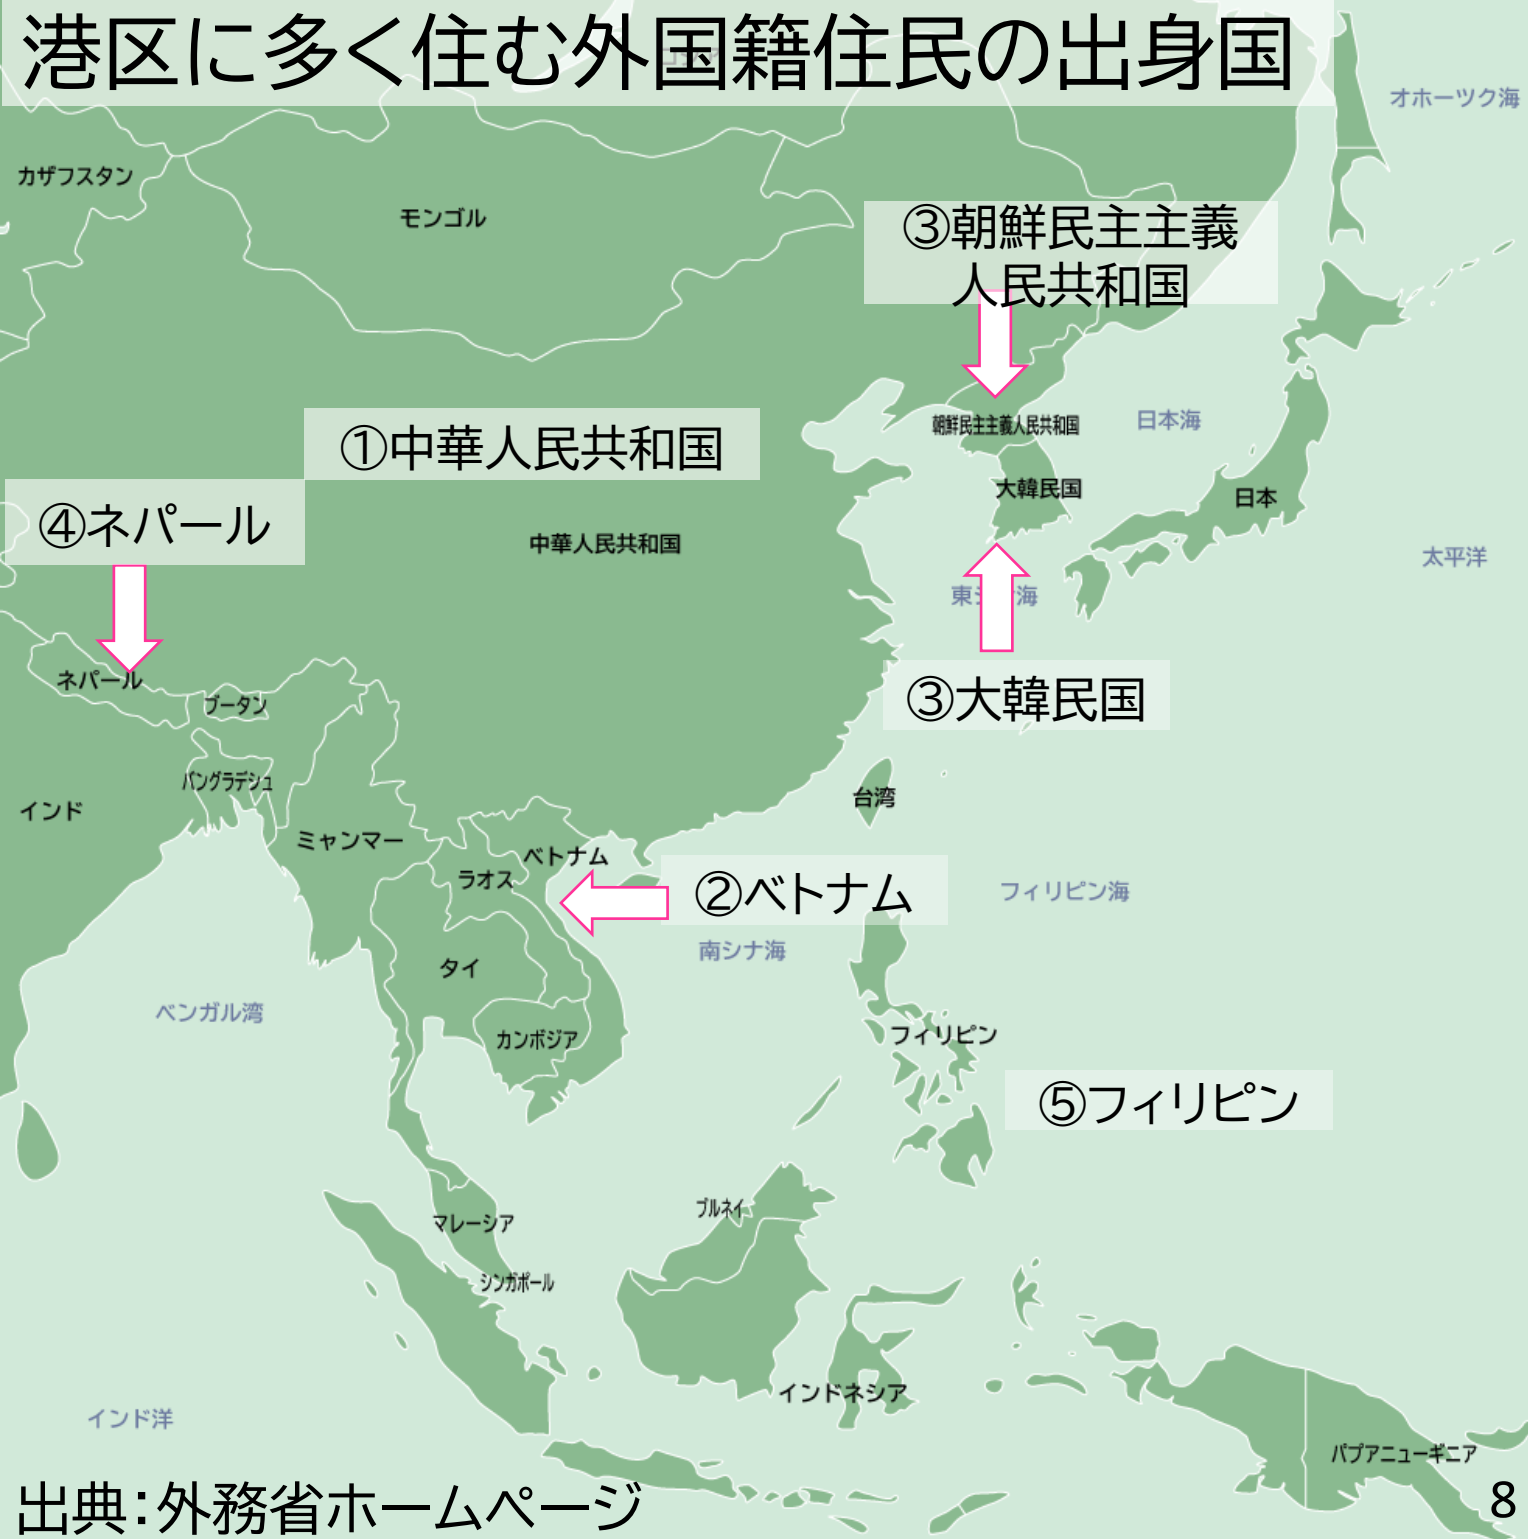 港区に多く住む外国籍住民の出身国
オホーツク海
カザフスタン
モンゴル
③朝鮮民主主義
人民共和国
①中華人民共和国
朝鮮民主主義人民共和国
日本海
④ネパール
大韓民国
日本
中華人民共和国
太平洋
東シナ海
ネパール
ブータン
③大韓民国
バングラデシュ
インド
台湾
ミャンマー
ベトナム
ラオス
②ベトナム
フィリピン海
南シナ海
タイ
ベンガル湾
カンボジア
フィリピン
⑤フィリピン
ブルネイ
マレーシア
シンガポール
インドネシア
インド洋
パプアニューギニア
出典：外務省ホームページ
8